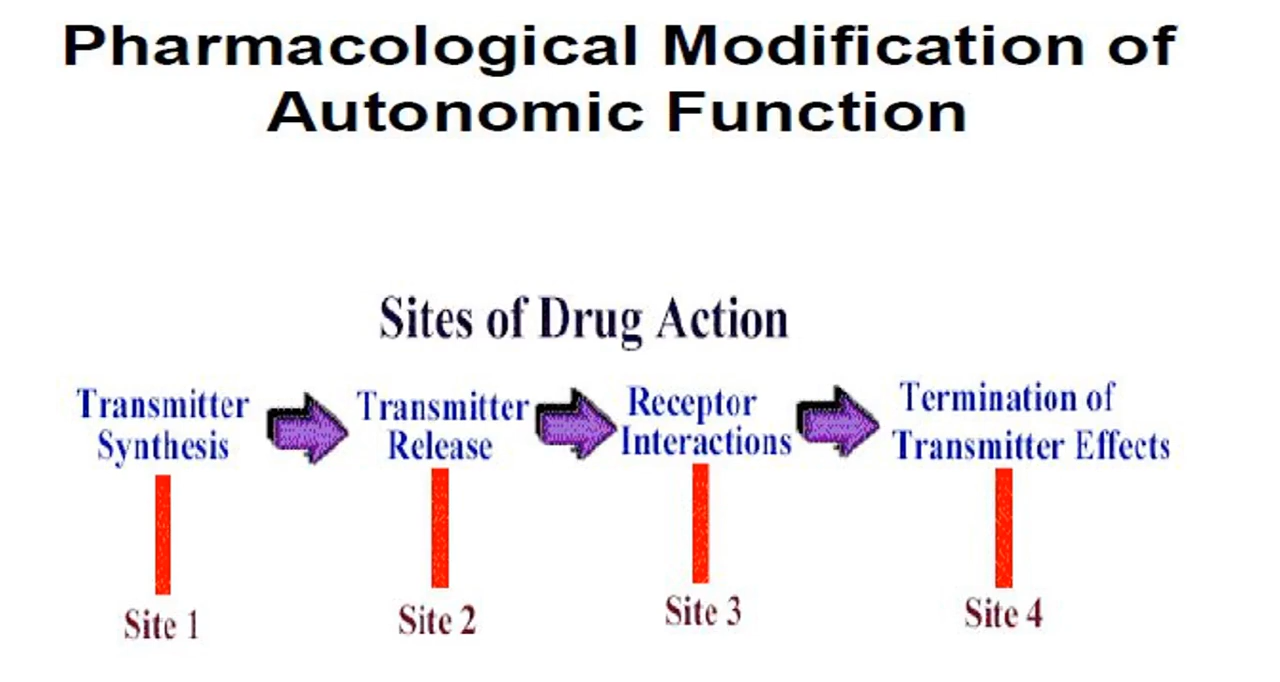 Pharmacological Modification of
Autonomic Function
Sites of Drug Action
Transmitter
Synthesis
Transmitter
Release
Receptor
Interactions
Termination of
Transmitter Effects
Site 1
Site 2
Site 3
Site 4